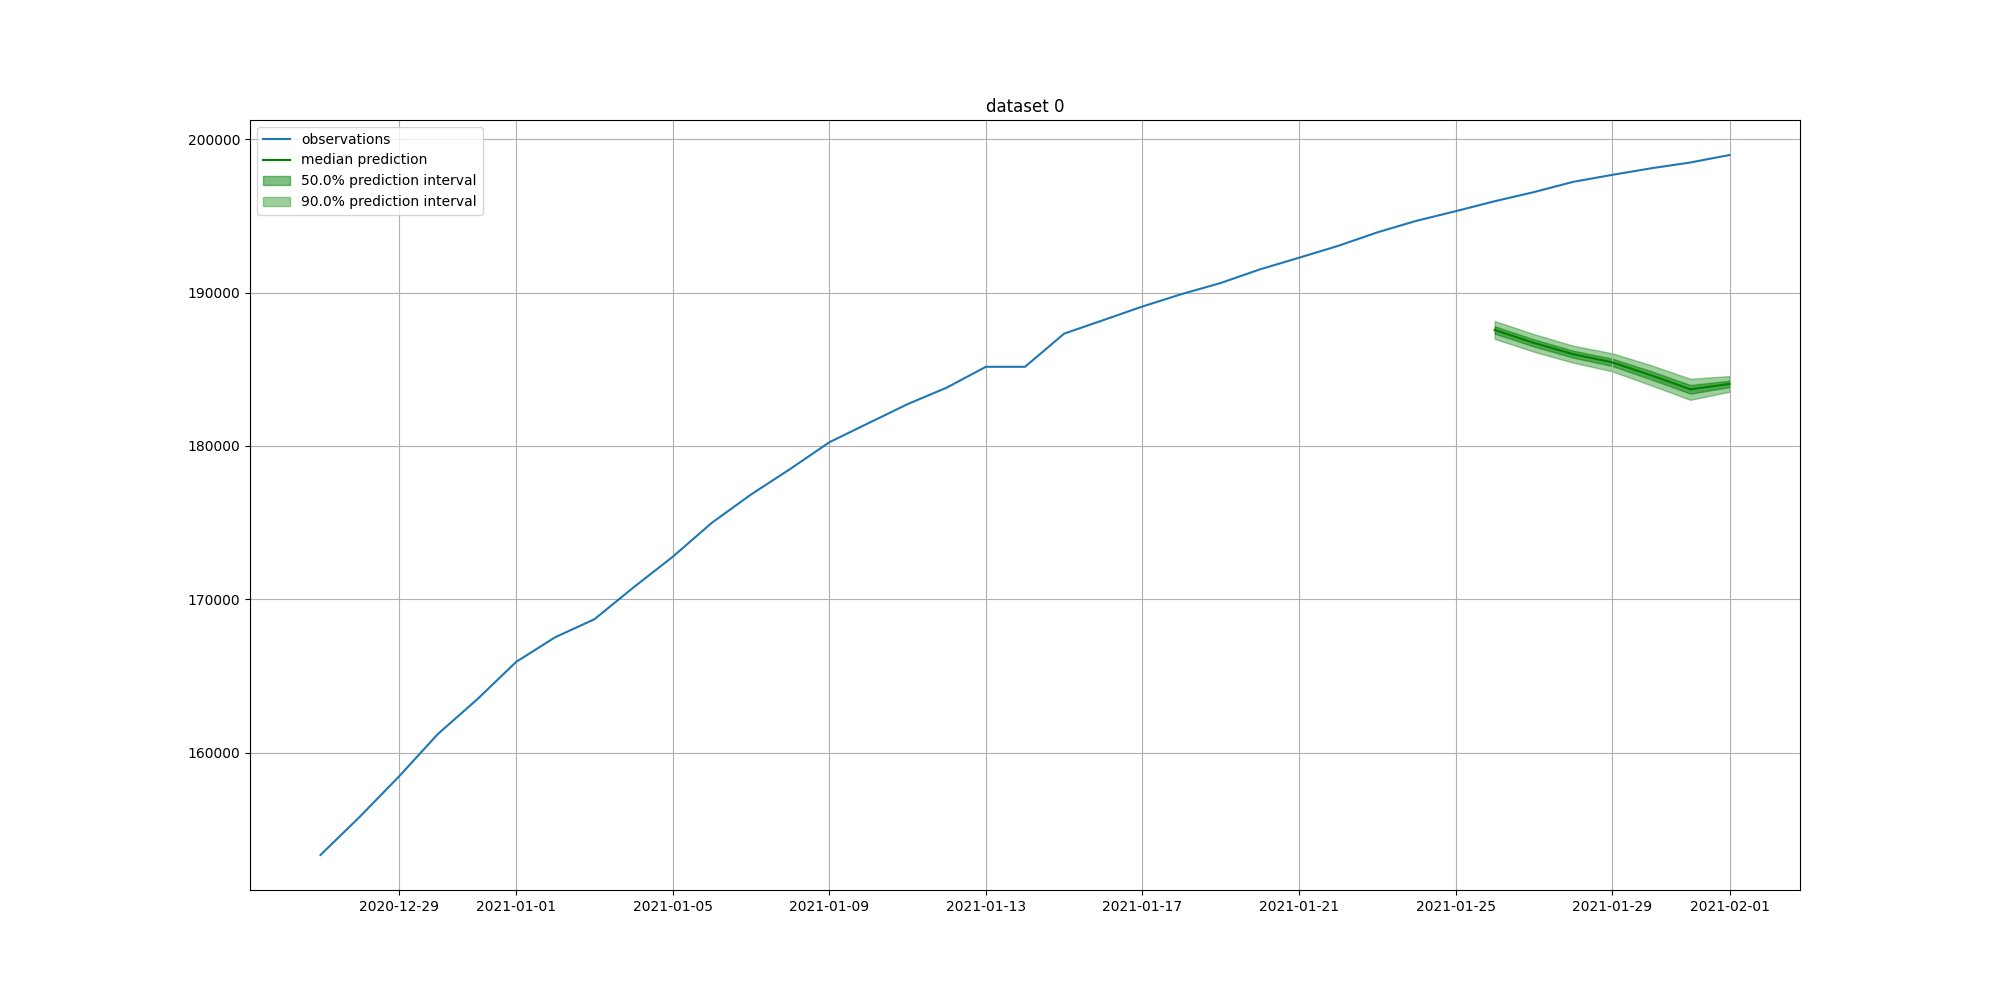 dataset 0
observations
median prediction
50.0% prediction interval
90.0% prediction interval
200000
190000
180000
170000
160000
2020-12-29 2021-01-01 2021-01-05 2021-01-09 2021-01-13 2021-01-17 2021-01-21 2021-01-25 2021-01-29 2021-02-01